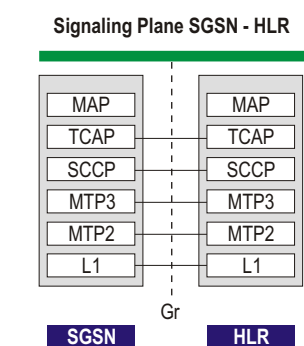 Signaling Plane SGSN - HLR
MAP MAP
TCAP TCAP
SCCP SCCP
MTP3 MTP3
MTP2 MTP2
L1 L1
Gr
SGSN HLR